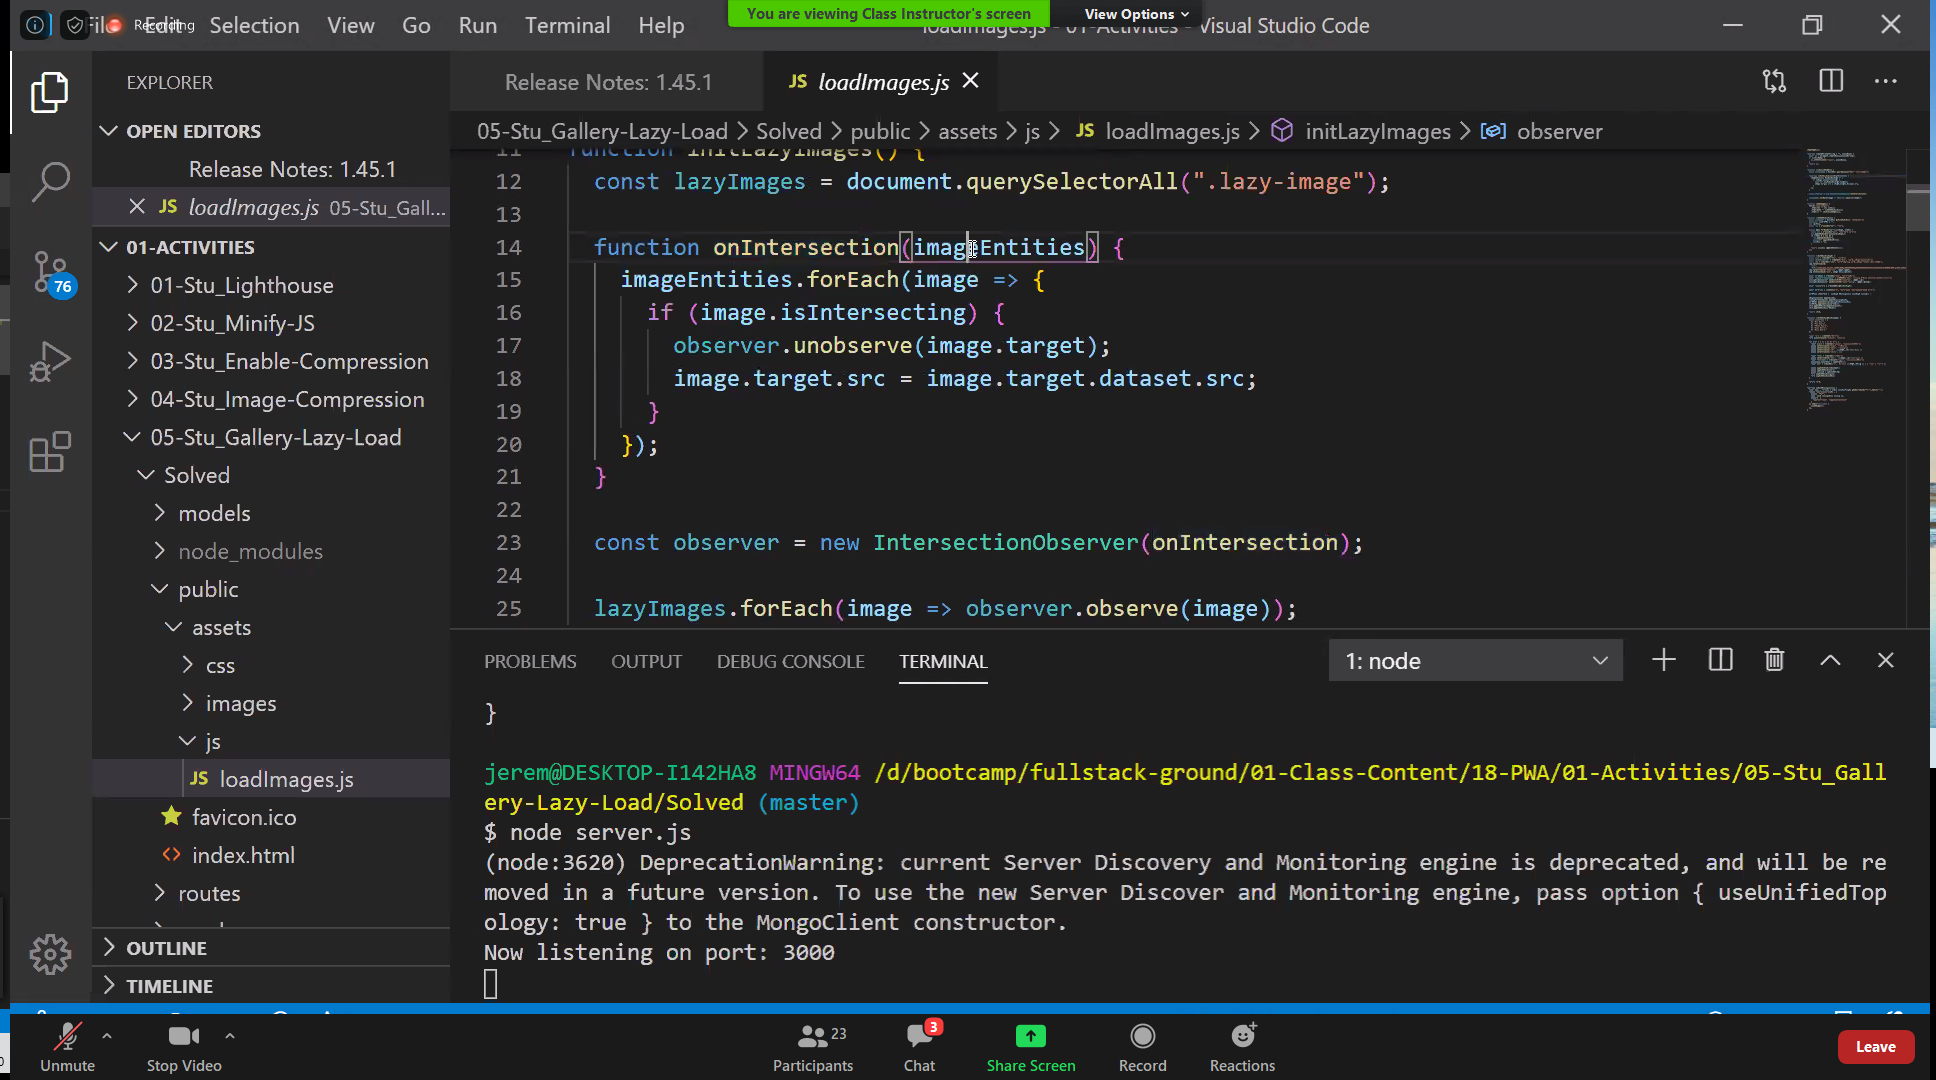 File Edit Selection View Go Run Terminal Help
Recording
You are viewing Class Instructor's screen
View Options
loadImages.js - 01-Activities - Visual Studio Code
EXPLORER
OPEN EDITORS
Release Notes: 1.45.1
JS loadImages.js 05-Stu_Gall...
01-ACTIVITIES
01-Stu_Lighthouse
02-Stu_Minify-JS
03-Stu_Enable-Compression
04-Stu_Image-Compression
05-Stu_Gallery-Lazy-Load
Solved
models
node_modules
public
assets
css
images
js
JS loadImages.js
favicon.ico
index.html
routes
OUTLINE
TIMELINE
76
Release Notes: 1.45.1
JS loadImages.js
05-Stu_Gallery-Lazy-Load > Solved > public > assets > js > JS loadImages.js > initLazyImages > observer
11 function initLazyImages() {
12 const lazyImages = document.querySelectorAll(".lazy-image");
13
14 function onIntersection(imageEntities) {
15 imageEntities.forEach(image => {
16 if (image.isIntersecting) {
17 observer.unobserve(image.target);
18 image.target.src = image.target.dataset.src;
19 }
20 });
21 }
22
23 const observer = new IntersectionObserver(onIntersection);
24
25 lazyImages.forEach(image => observer.observe(image));
PROBLEMS OUTPUT DEBUG CONSOLE TERMINAL
1: node
}
jerem@DESKTOP-I142HA8 MINGW64 /d/bootcamp/fullstack-ground/01-Class-Content/18-PWA/01-Activities/05-Stu_Gall
ery-Lazy-Load/Solved (master)
$ node server.js
(node:3620) DeprecationWarning: current Server Discovery and Monitoring engine is deprecated, and will be re
moved in a future version. To use the new Server Discover and Monitoring engine, pass option { useUnifiedTop
ology: true } to the MongoClient constructor.
Now listening on port: 3000
Unmute
Stop Video
23
Participants
3
Chat
Share Screen
Record
Reactions
Leave